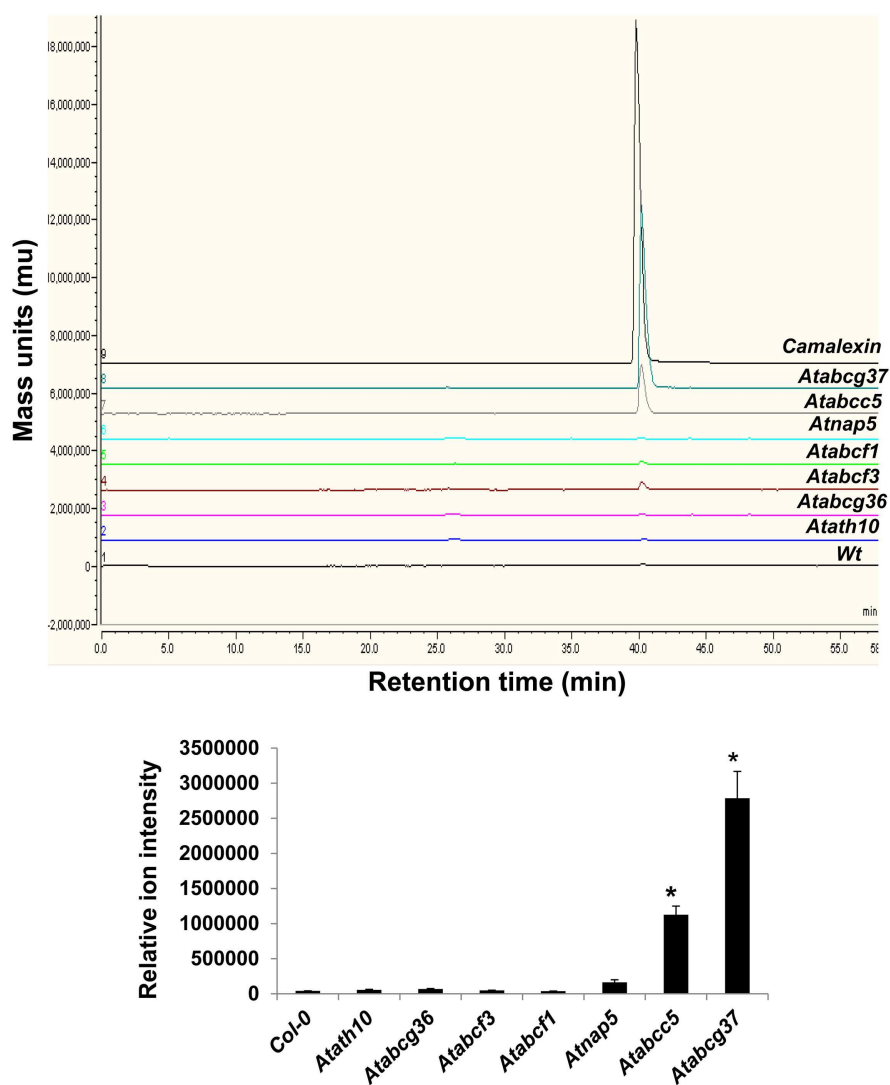 18,000,000
16,000,000
14,000,000
12,000,000
10,000,000
8,000,000
6,000,000
4,000,000
2,000,000
0
-2,000,000
Mass units (mu)
9
Camalexin
8
Atabcg37
7
Atabcc5
6
Atnap5
5
Atabcf1
4
Atabcf3
3
Atabcg36
2
Atath10
1
Wt
min
0.0 5.0 10.0 15.0 20.0 25.0 30.0 35.0 40.0 45.0 50.0 55.0 58
Retention time (min)
3500000
3000000
2500000
2000000
1500000
1000000
500000
0
Relative ion intensity
*
*
Col-0 Atath10 Atabcg36 Atabcf3 Atabcf1 Atnap5 Atabcc5 Atabcg37